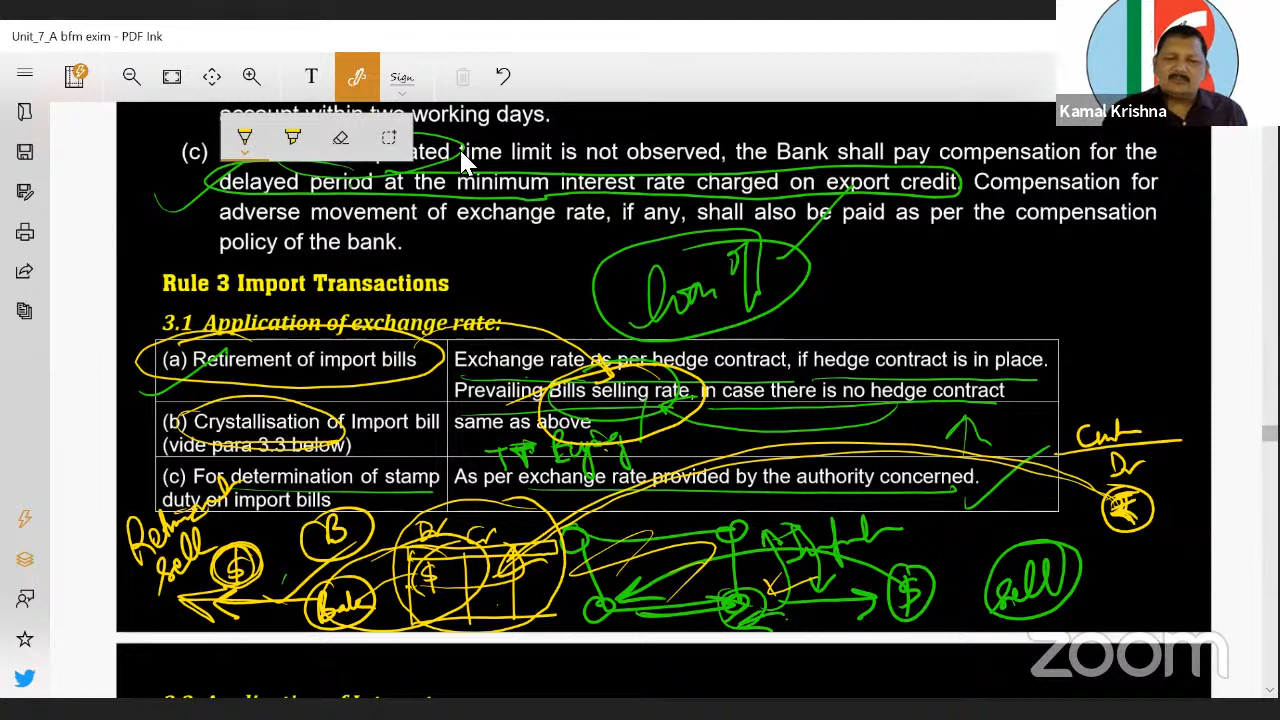 Unit_7_A bfm exim - PDF Ink
T
Sign
Kamal Krishna
account within two working days.
(c) time limit is not observed, the Bank shall pay compensation for the
delayed period at the minimum interest rate charged on export credit. Compensation for
adverse movement of exchange rate, if any, shall also be paid as per the compensation
policy of the bank.
Rule 3 Import Transactions
3.1 Application of exchange rate:
(a) Retirement of import bills
Exchange rate as per hedge contract, if hedge contract is in place.
Prevailing Bills selling rate, in case there is no hedge contract
(b) Crystallisation of Import bill
(vide para 3.3 below)
same as above
(c) For determination of stamp
duty on import bills
As per exchange rate provided by the authority concerned.
Dr
B
Dr Cr
sell
$
Bank
$
₹
$
sell
zoom